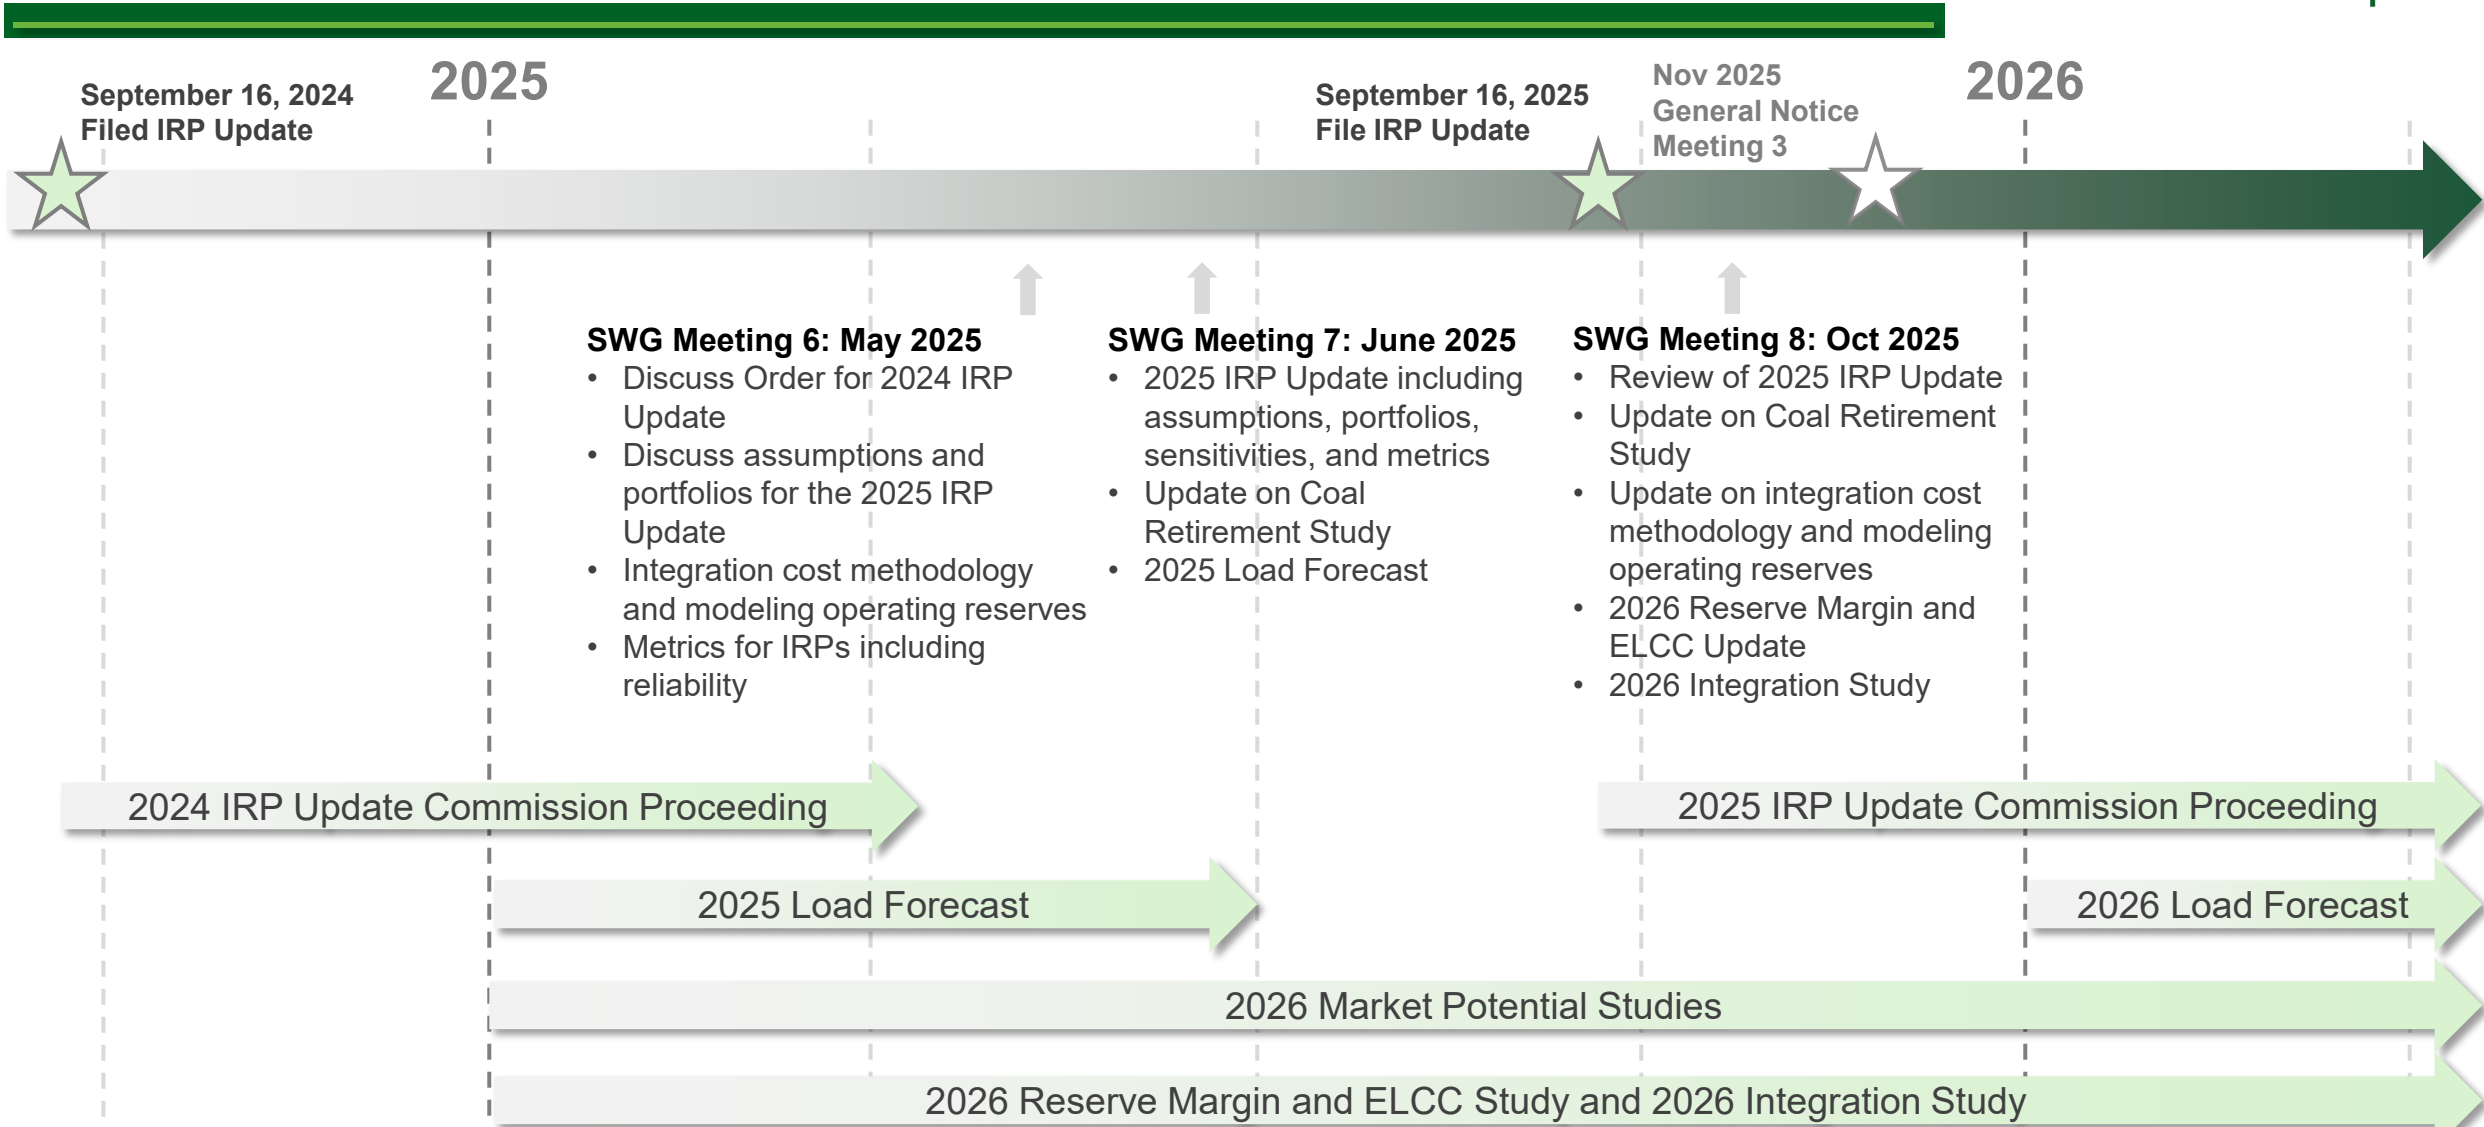 2025
2026
September 16, 2024
Filed IRP Update
September 16, 2025
File IRP Update
Nov 2025
General Notice
Meeting 3
SWG Meeting 6: May 2025
• Discuss Order for 2024 IRP
Update
• Discuss assumptions and
portfolios for the 2025 IRP
Update
• Integration cost methodology
and modeling operating reserves
• Metrics for IRPs including
reliability
SWG Meeting 7: June 2025
• 2025 IRP Update including
assumptions, portfolios,
sensitivities, and metrics
• Update on Coal
Retirement Study
• 2025 Load Forecast
SWG Meeting 8: Oct 2025
• Review of 2025 IRP Update
• Update on Coal Retirement
Study
• Update on integration cost
methodology and modeling
operating reserves
• 2026 Reserve Margin and
ELCC Update
• 2026 Integration Study
2024 IRP Update Commission Proceeding
2025 IRP Update Commission Proceeding
2025 Load Forecast
2026 Load Forecast
2026 Market Potential Studies
2026 Reserve Margin and ELCC Study and 2026 Integration Study